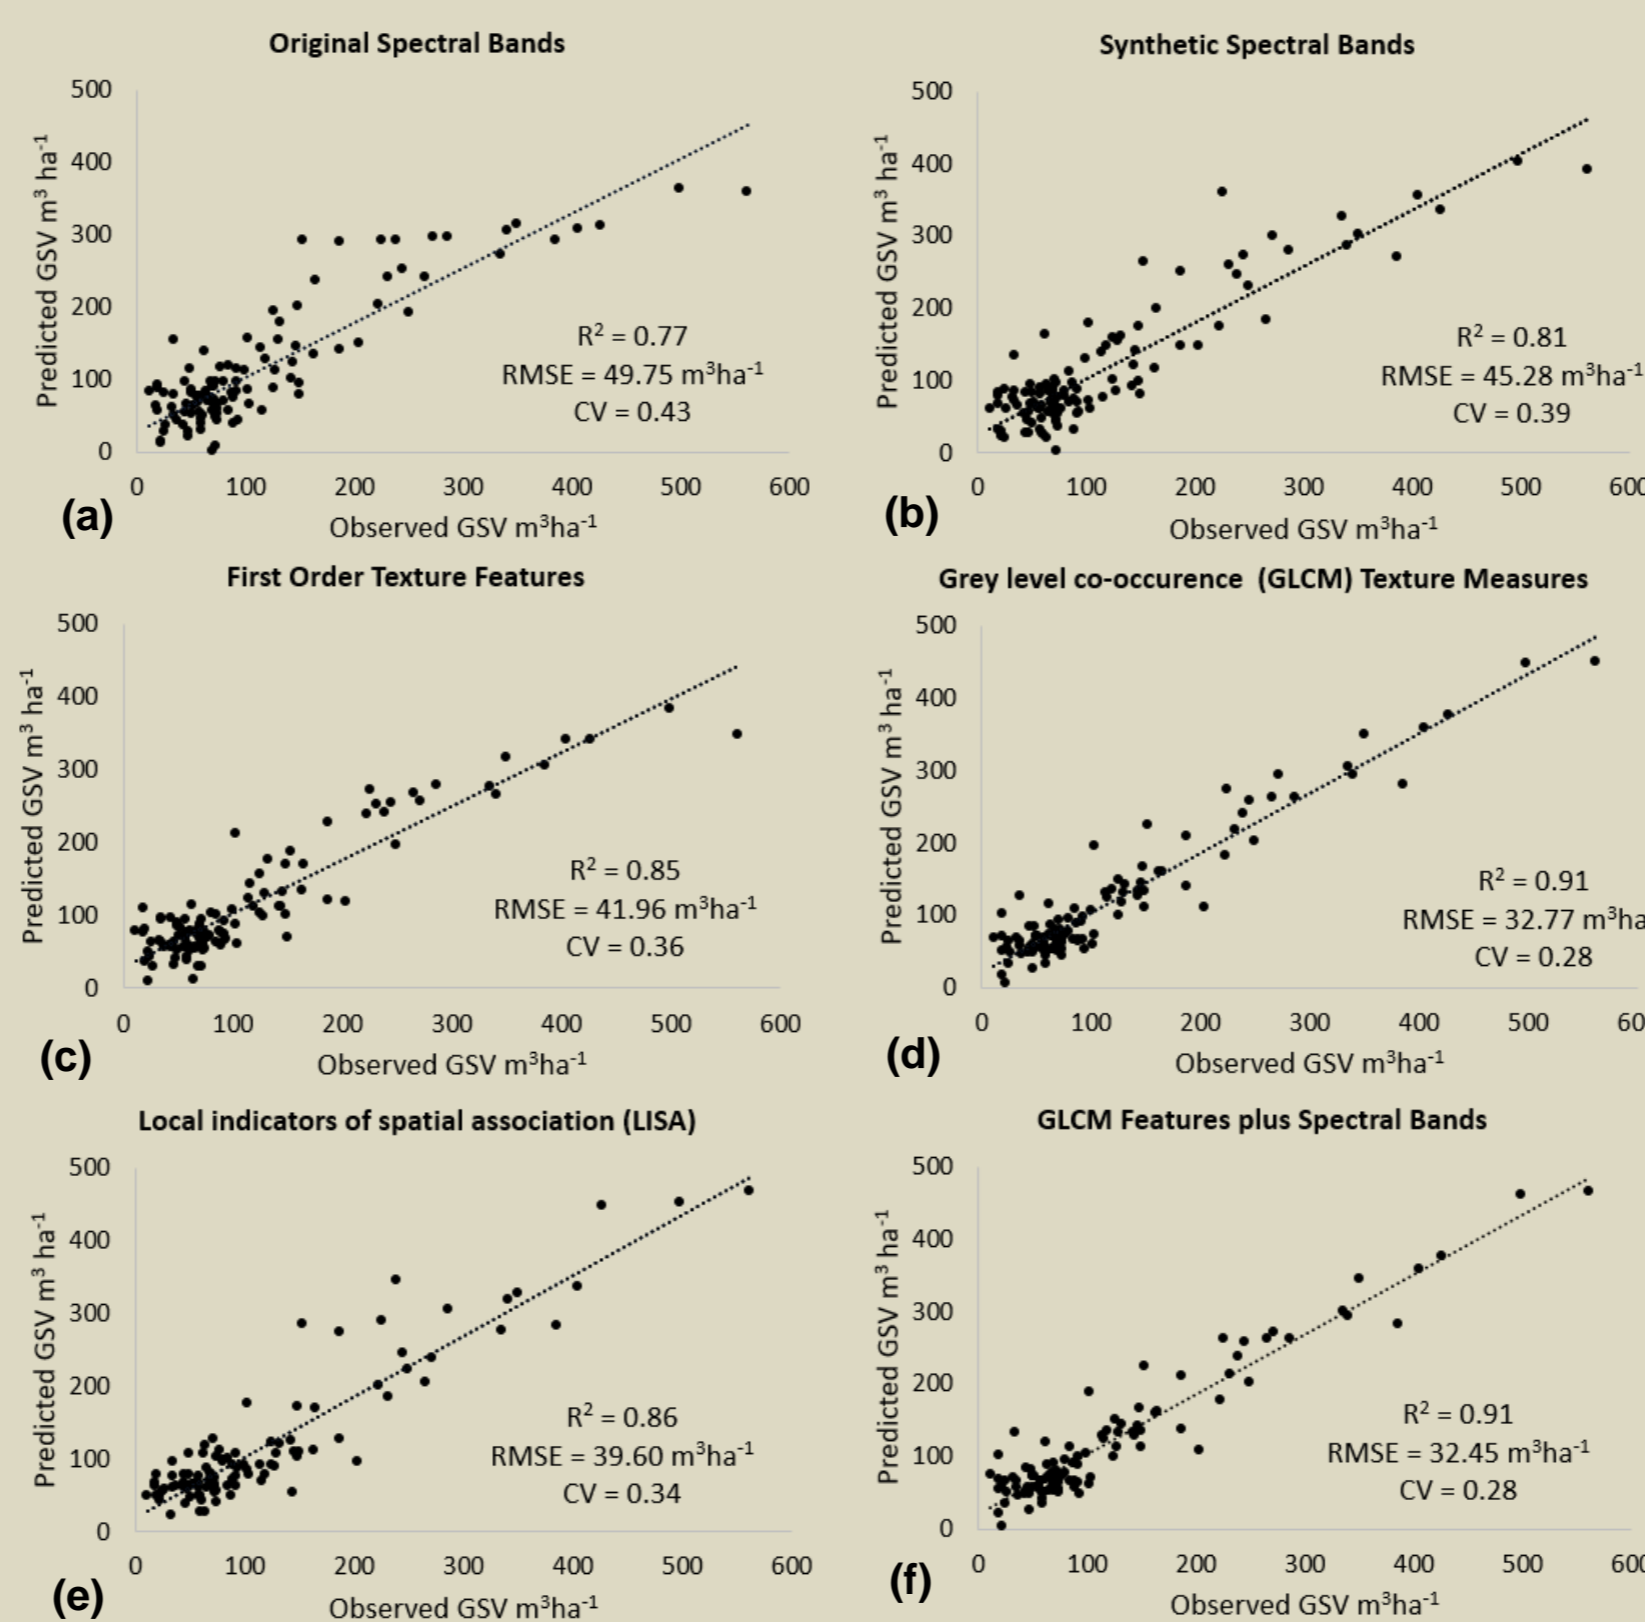 Original Spectral Bands
Predicted GSV m³ ha⁻¹
500
400
300
200
100
0
R² = 0.77
RMSE = 49.75 m³ha⁻¹
CV = 0.43
0 100 200 300 400 500 600
Observed GSV m³ha⁻¹
(a)
Synthetic Spectral Bands
Predicted GSV m³ ha⁻¹
500
400
300
200
100
0
R² = 0.81
RMSE = 45.28 m³ha⁻¹
CV = 0.39
0 100 200 300 400 500 600
Observed GSV m³ha⁻¹
(b)
First Order Texture Features
Predicted GSV m³ ha⁻¹
500
400
300
200
100
0
R² = 0.85
RMSE = 41.96 m³ha⁻¹
CV = 0.36
0 100 200 300 400 500 600
Observed GSV m³ha⁻¹
(c)
Grey level co-occurence (GLCM) Texture Measures
Predicted GSV m³ ha⁻¹
500
400
300
200
100
0
R² = 0.91
RMSE = 32.77 m³ha
CV = 0.28
0 100 200 300 400 500 60
Observed GSV m³ha⁻¹
(d)
Local indicators of spatial association (LISA)
Predicted GSV m³ ha⁻¹
500
400
300
200
100
0
R² = 0.86
RMSE = 39.60 m³ha⁻¹
CV = 0.34
0 100 200 300 400 500 600
Observed GSV m³ha⁻¹
(e)
GLCM Features plus Spectral Bands
Predicted GSV m³ ha⁻¹
500
400
300
200
100
0
R² = 0.91
RMSE = 32.45 m³ha⁻¹
CV = 0.28
0 100 200 300 400 500 600
Observed GSV m³ha⁻¹
(f)